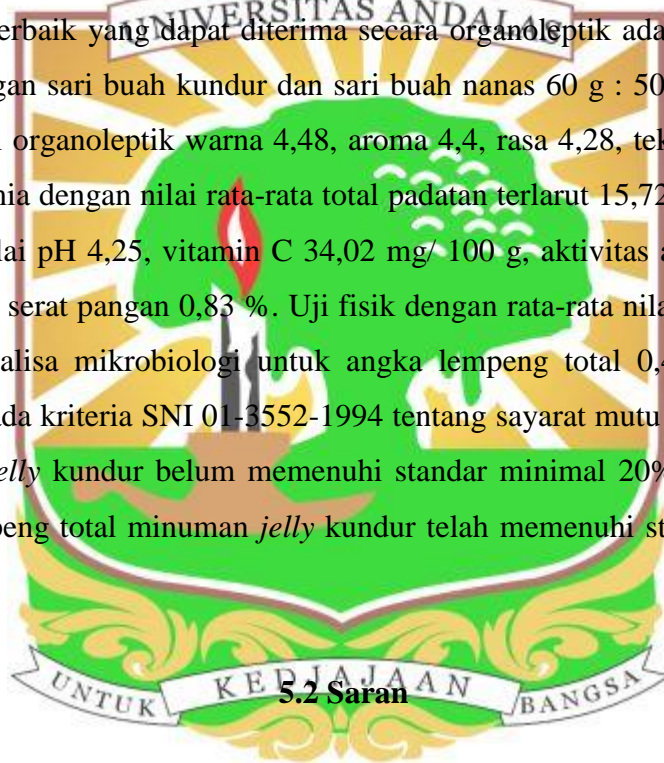 UNIVERSITAS ANDALAS
erbaik yang dapat diterima secara organoleptik ada
gan sari buah kundur dan sari buah nanas 60 g : 50
organoleptik warna 4,48, aroma 4,4, rasa 4,28, tek
nia dengan nilai rata-rata total padatan terlarut 15,72
lai pH 4,25, vitamin C 34,02 mg/ 100 g, aktivitas a
serat pangan 0,83 %. Uji fisik dengan rata-rata nila
alisa mikrobiologi untuk angka lempeng total 0,4
ada kriteria SNI 01-3552-1994 tentang sayarat mutu
elly kundur belum memenuhi standar minimal 20%
peng total minuman jelly kundur telah memenuhi st
5.2 Saran
UNTUK KEDJAJAAN BANGSA